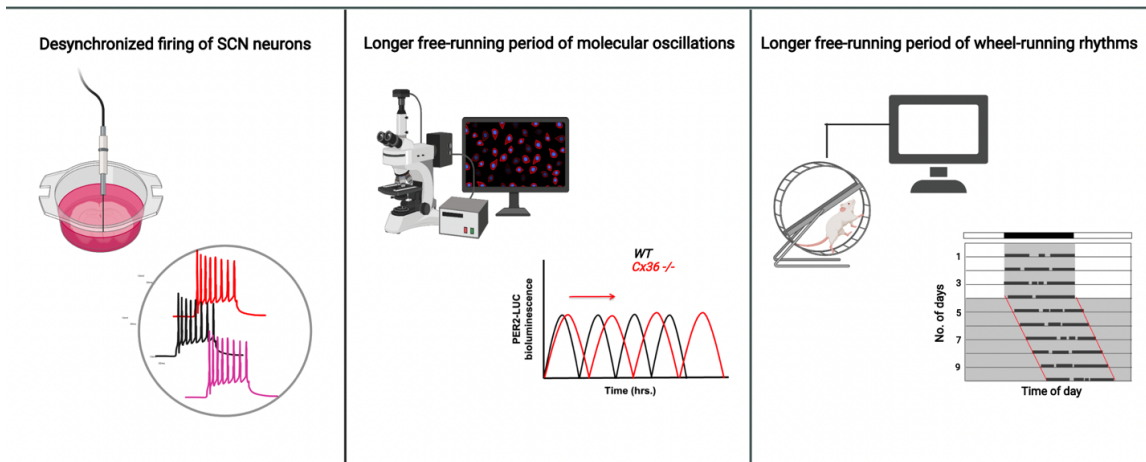 Desynchronized firing of SCN neurons
Longer free-running period of molecular oscillations
WT
Cx36 -/-
PER2-LUC
bioluminescence
Time (hrs.)
Longer free-running period of wheel-running rhythms
No. of days
1
3
5
7
9
Time of day